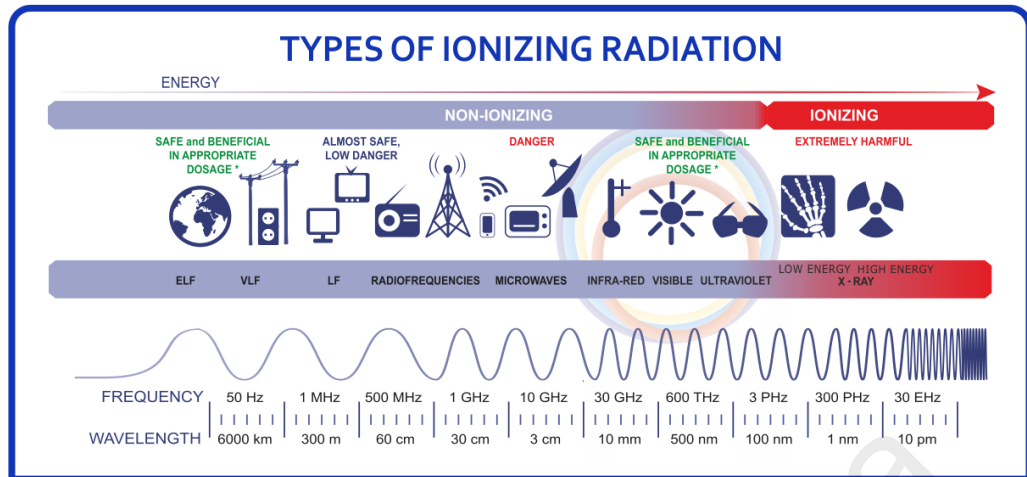 TYPES OF IONIZING RADIATION
ENERGY
NON-IONIZING IONIZING
SAFE and BENEFICIAL
IN APPROPRIATE
DOSAGE *
ALMOST SAFE,
LOW DANGER
DANGER
SAFE and BENEFICIAL
IN APPROPRIATE
DOSAGE *
EXTREMELY HARMFUL
ELF VLF LF RADIOFREQUENCIES MICROWAVES INFRA-RED VISIBLE ULTRAVIOLET
LOW ENERGY HIGH ENERGY
X - RAY
FREQUENCY 50 Hz 1 MHz 500 MHz 1 GHz 10 GHz 30 GHz 600 THz 3 PHz 300 PHz 30 EHz
WAVELENGTH 6000 km 300 m 60 cm 30 cm 3 cm 10 mm 500 nm 100 nm 1 nm 10 pm